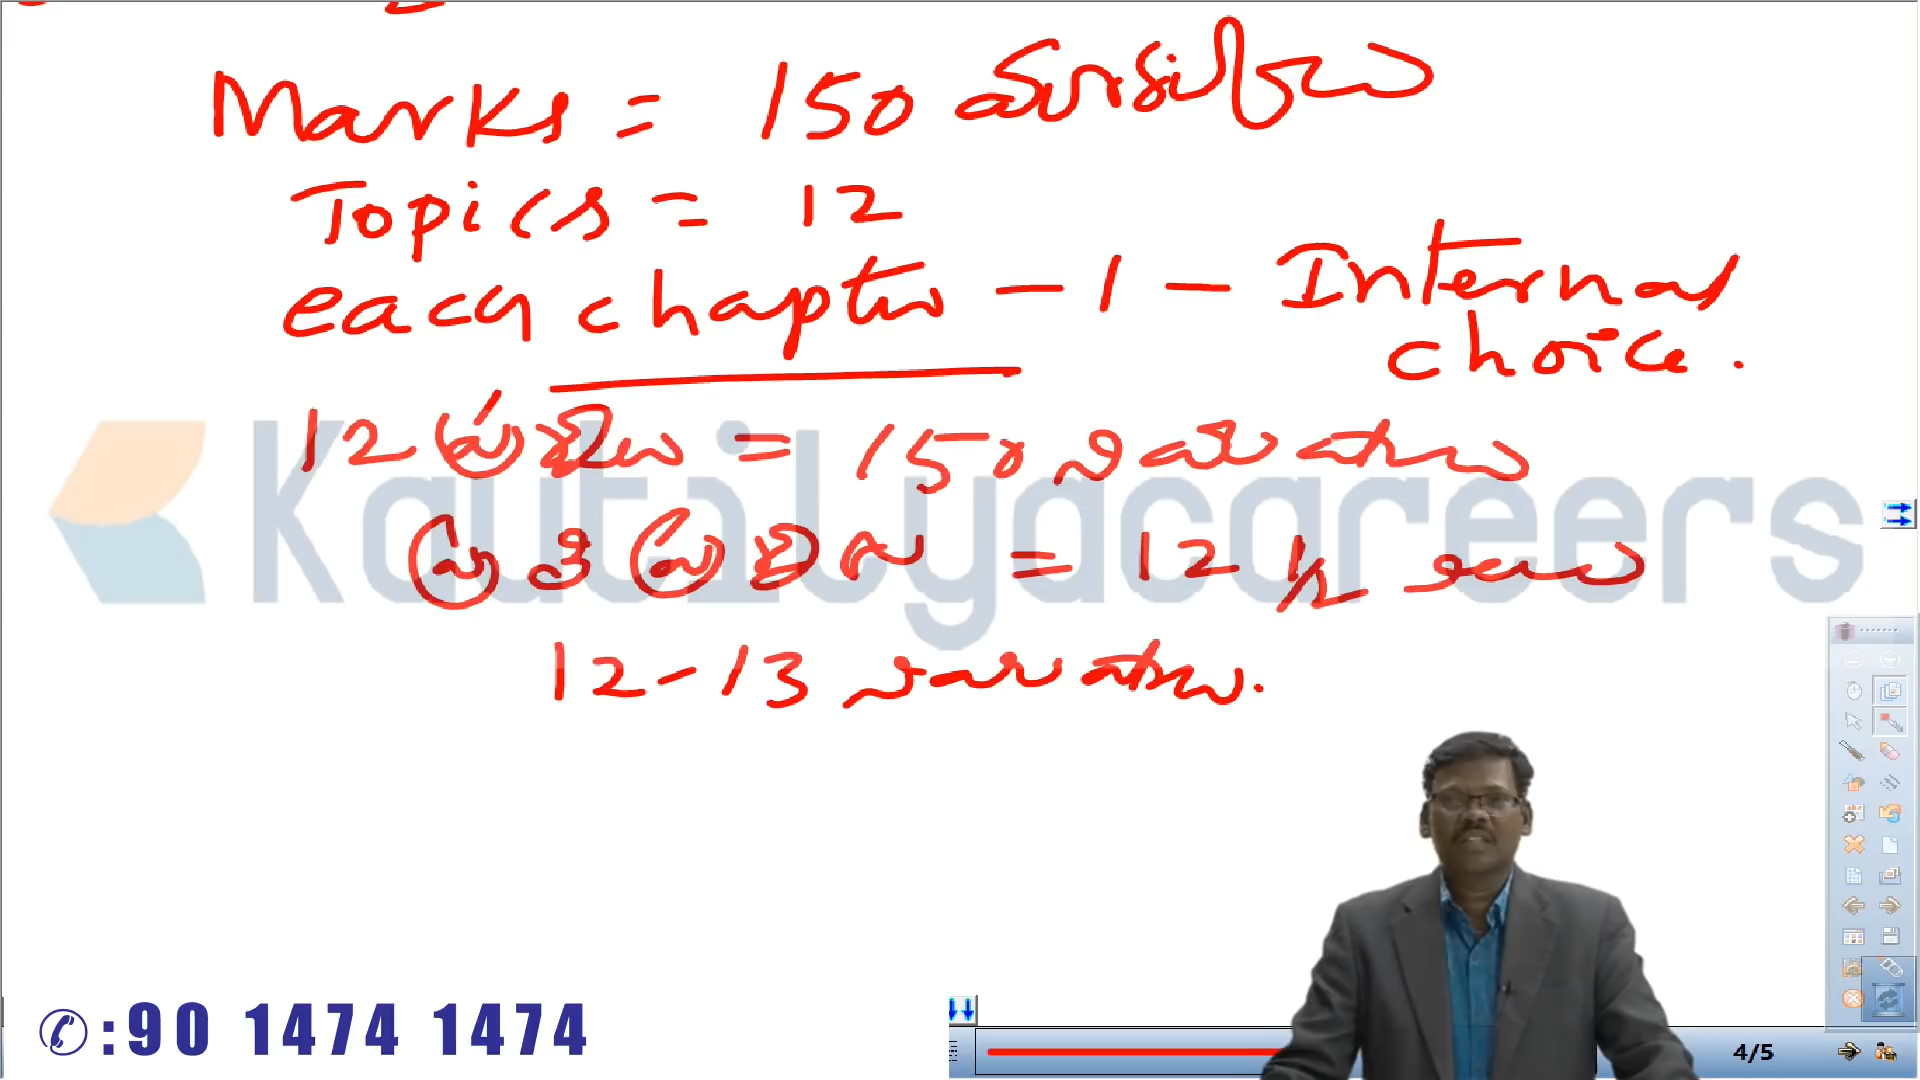 Marks = 150 మార్కులు
Topics = 12
each chapter - 1 - Internal
choice.
12 ప్రశ్నలు = 150 నిమిషాలు
ప్రతి ప్రశ్న = 12 1/2 ని॥లు
12-13 నిమిషాలు.
Kautilyacareers
✆:90 1474 1474
4/5